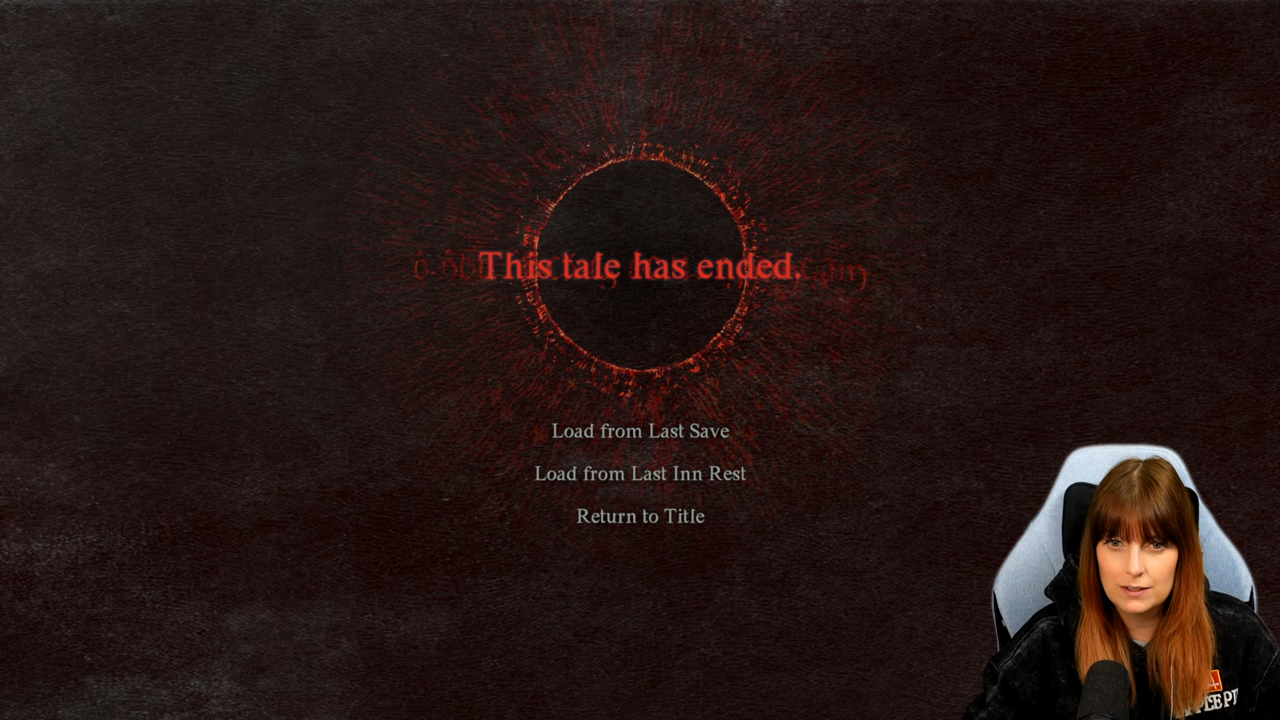 This tale has ended.
Load from Last Save
Load from Last Inn Rest
Return to Title